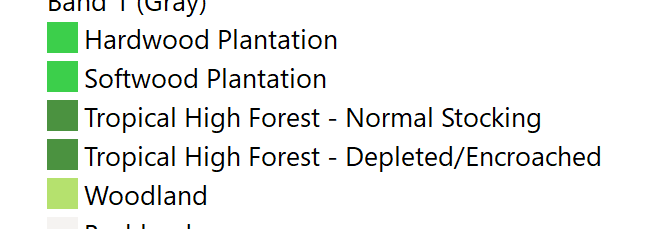 Band 1 (Gray)
Hardwood Plantation
Softwood Plantation
Tropical High Forest - Normal Stocking
Tropical High Forest - Depleted/Encroached
Woodland